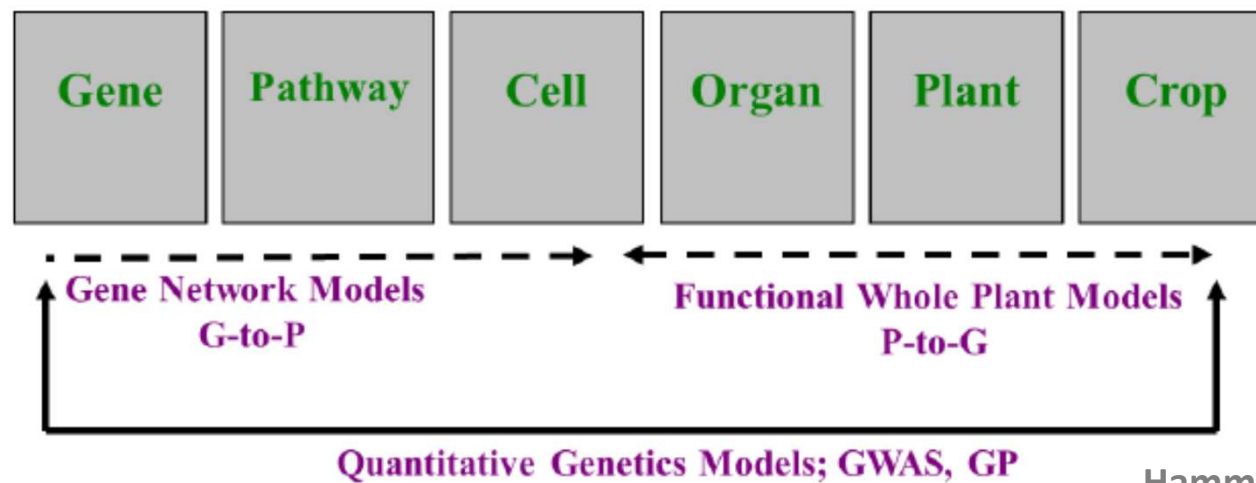 Gene Pathway Cell Organ Plant Crop
Gene Network Models
G-to-P
Functional Whole Plant Models
P-to-G
Quantitative Genetics Models; GWAS, GP